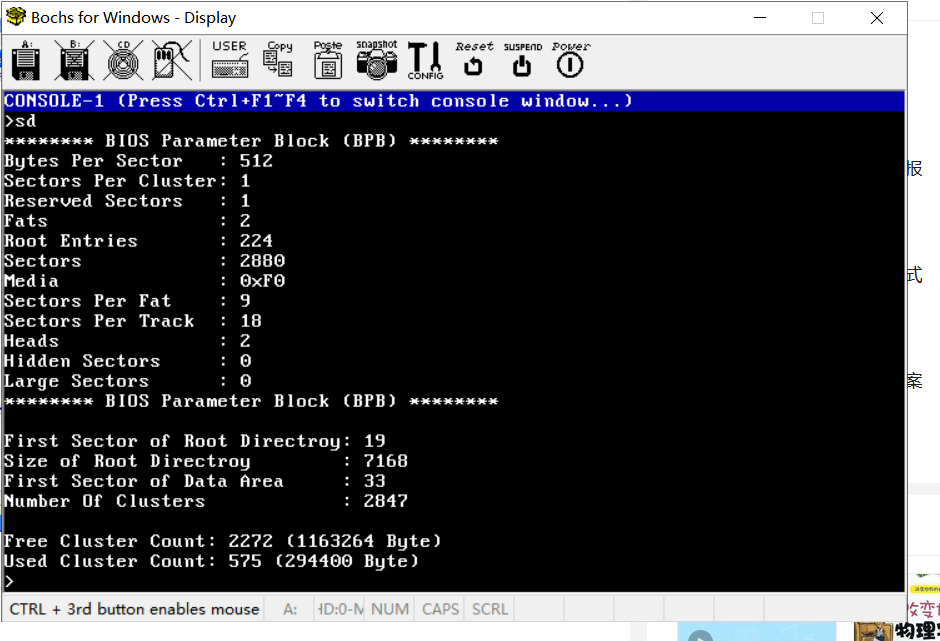 Bochs for Windows - Display
A: B: CD USER Copy Poste snapshot CONFIG Reset SUSPEND Power
CONSOLE-1 (Press Ctrl+F1~F4 to switch console window...)
>sd
******** BIOS Parameter Block (BPB) ********
Bytes Per Sector : 512
Sectors Per Cluster: 1
Reserved Sectors : 1
Fats : 2
Root Entries : 224
Sectors : 2880
Media : 0xF0
Sectors Per Fat : 9
Sectors Per Track : 18
Heads : 2
Hidden Sectors : 0
Large Sectors : 0
******** BIOS Parameter Block (BPB) ********
First Sector of Root Directroy: 19
Size of Root Directroy : 7168
First Sector of Data Area : 33
Number Of Clusters : 2847
Free Cluster Count: 2272 (1163264 Byte)
Used Cluster Count: 575 (294400 Byte)
>
CTRL + 3rd button enables mouse A: HD:0-M NUM CAPS SCRL
报
式
案
改变
物理